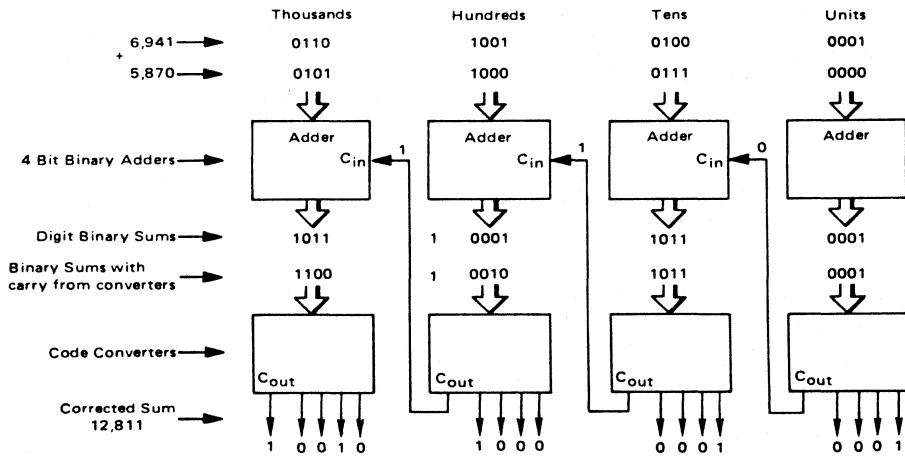 Thousands Hundreds Tens Units
6,941 0110 1001 0100 0001
+
5,870 0101 1000 0111 0000
Adder Adder Adder Adder
4 Bit Binary Adders Cin 1 Cin 1 Cin 0
Digit Binary Sums 1011 1 0001 1011 0001
Binary Sums with
carry from converters 1100 1 0010 1011 0001
Code Converters
Cout Cout Cout Cout
Corrected Sum
12,811
1 0 0 1 0 1 0 0 0 0 0 0 1 0 0 0 1